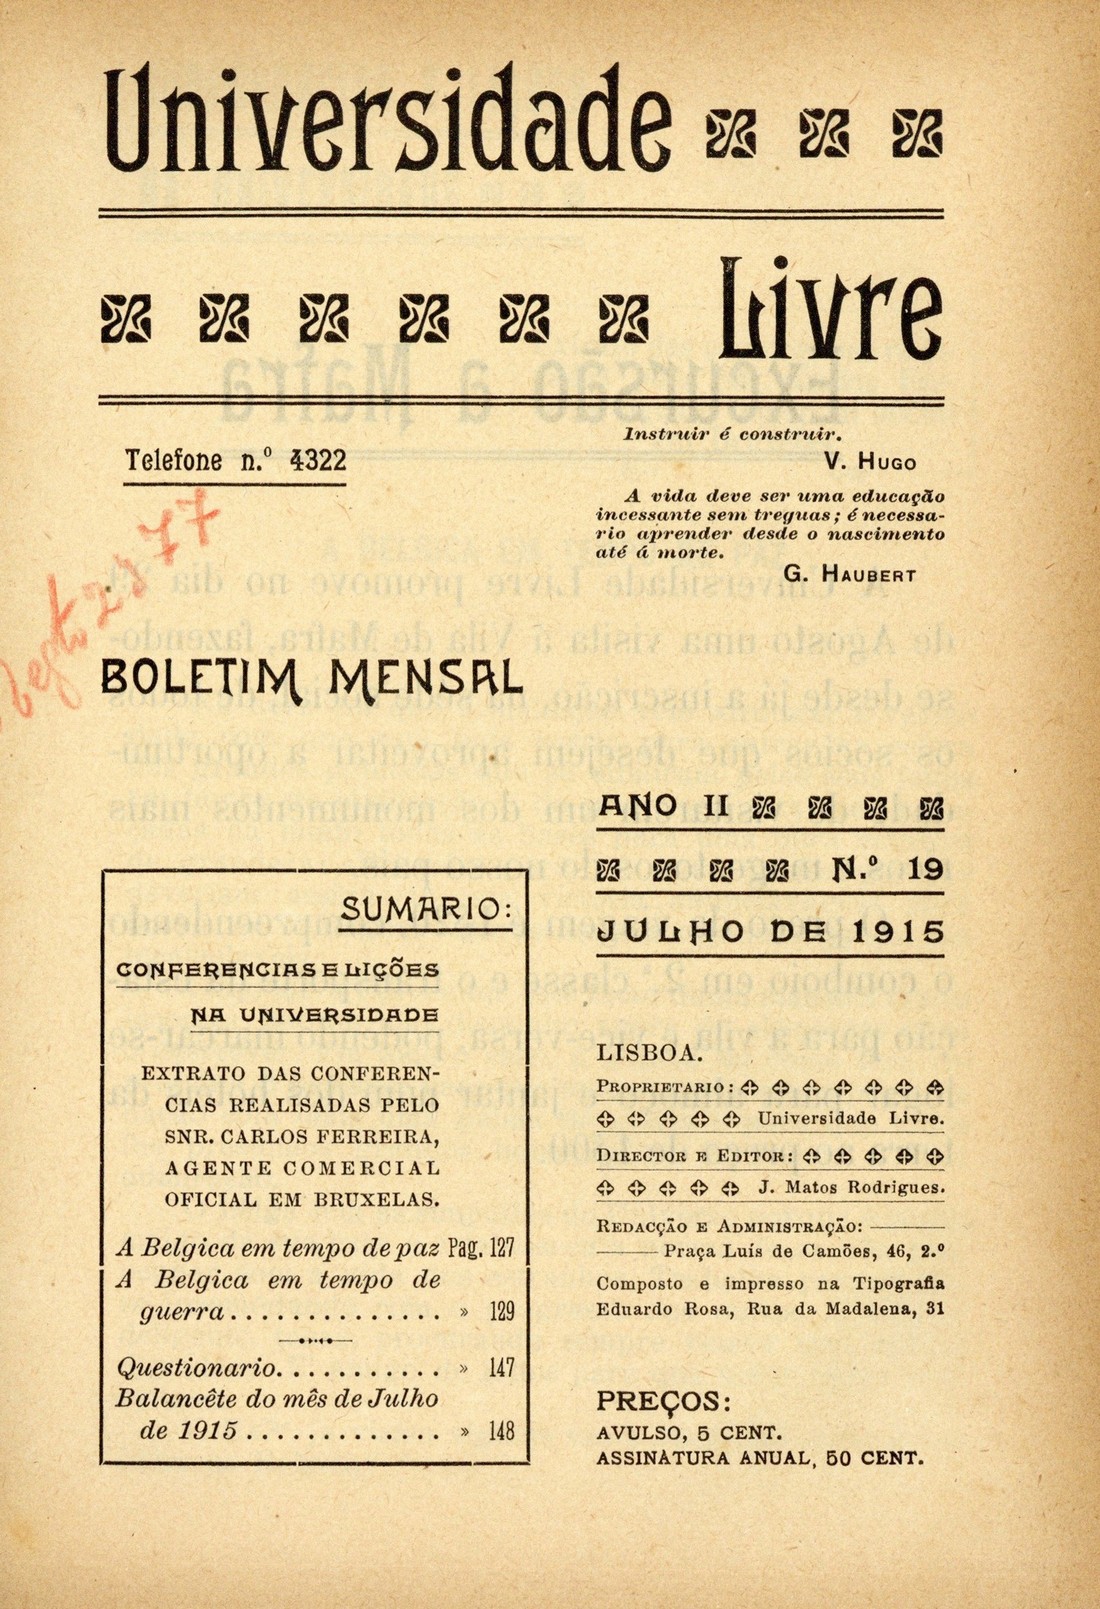 Universidade
Livre
Telefone n.º 4322
Instruir é construir.
V. Hugo
A vida deve ser uma educação
incessante sem treguas; é necessa-
rio aprender desde o nascimento
até á morte.
G. Haubert
BOLETIM MENSAL
ANO II
N.º 19
JULHO DE 1915
SUMARIO:
CONFERENCIAS E LIÇÕES
NA UNIVERSIDADE
EXTRATO DAS CONFEREN-
CIAS REALISADAS PELO
SNR. CARLOS FERREIRA,
AGENTE COMERCIAL
OFICIAL EM BRUXELAS.
A Belgica em tempo de paz Pag. 127
A Belgica em tempo de
guerra.............. » 129
Questionario........... » 147
Balancête do mês de Julho
de 1915............. » 148
LISBOA.
Proprietario:
Universidade Livre.
Director e Editor:
J. Matos Rodrigues.
Redacção e Administração:
Praça Luís de Camões, 46, 2.º
Composto e impresso na Tipografia
Eduardo Rosa, Rua da Madalena, 31
PREÇOS:
AVULSO, 5 CENT.
ASSINATURA ANUAL, 50 CENT.